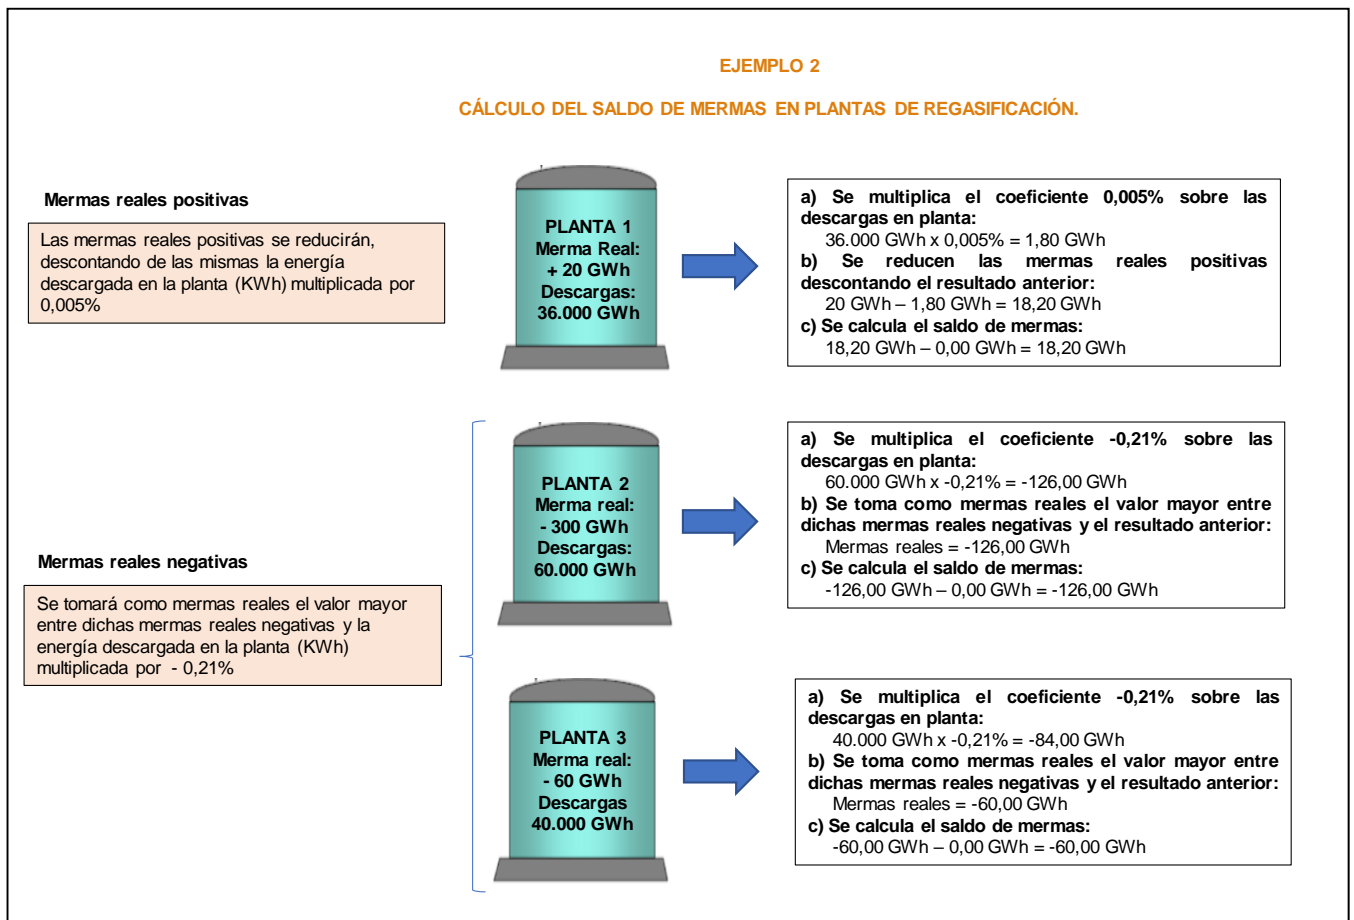 EJEMPLO 2
CÁLCULO DEL SALDO DE MERMAS EN PLANTAS DE REGASIFICACIÓN.
Mermas reales positivas
Las mermas reales positivas se reducirán,
descontando de las mismas la energía
descargada en la planta (KWh) multiplicada por
0,005%
PLANTA 1
Merma Real:
+ 20 GWh
Descargas:
36.000 GWh
a) Se multiplica el coeficiente 0,005% sobre las
descargas en planta:
36.000 GWh x 0,005% = 1,80 GWh
b) Se reducen las mermas reales positivas
descontando el resultado anterior:
20 GWh – 1,80 GWh = 18,20 GWh
c) Se calcula el saldo de mermas:
18,20 GWh – 0,00 GWh = 18,20 GWh
Mermas reales negativas
Se tomará como mermas reales el valor mayor
entre dichas mermas reales negativas y la
energía descargada en la planta (KWh)
multiplicada por - 0,21%
PLANTA 2
Merma real:
- 300 GWh
Descargas:
60.000 GWh
a) Se multiplica el coeficiente -0,21% sobre las
descargas en planta:
60.000 GWh x -0,21% = -126,00 GWh
b) Se toma como mermas reales el valor mayor entre
dichas mermas reales negativas y el resultado anterior:
Mermas reales = -126,00 GWh
c) Se calcula el saldo de mermas:
-126,00 GWh – 0,00 GWh = -126,00 GWh
PLANTA 3
Merma real:
- 60 GWh
Descargas
40.000 GWh
a) Se multiplica el coeficiente -0,21% sobre las
descargas en planta:
40.000 GWh x -0,21% = -84,00 GWh
b) Se toma como mermas reales el valor mayor entre
dichas mermas reales negativas y el resultado anterior:
Mermas reales = -60,00 GWh
c) Se calcula el saldo de mermas:
-60,00 GWh – 0,00 GWh = -60,00 GWh